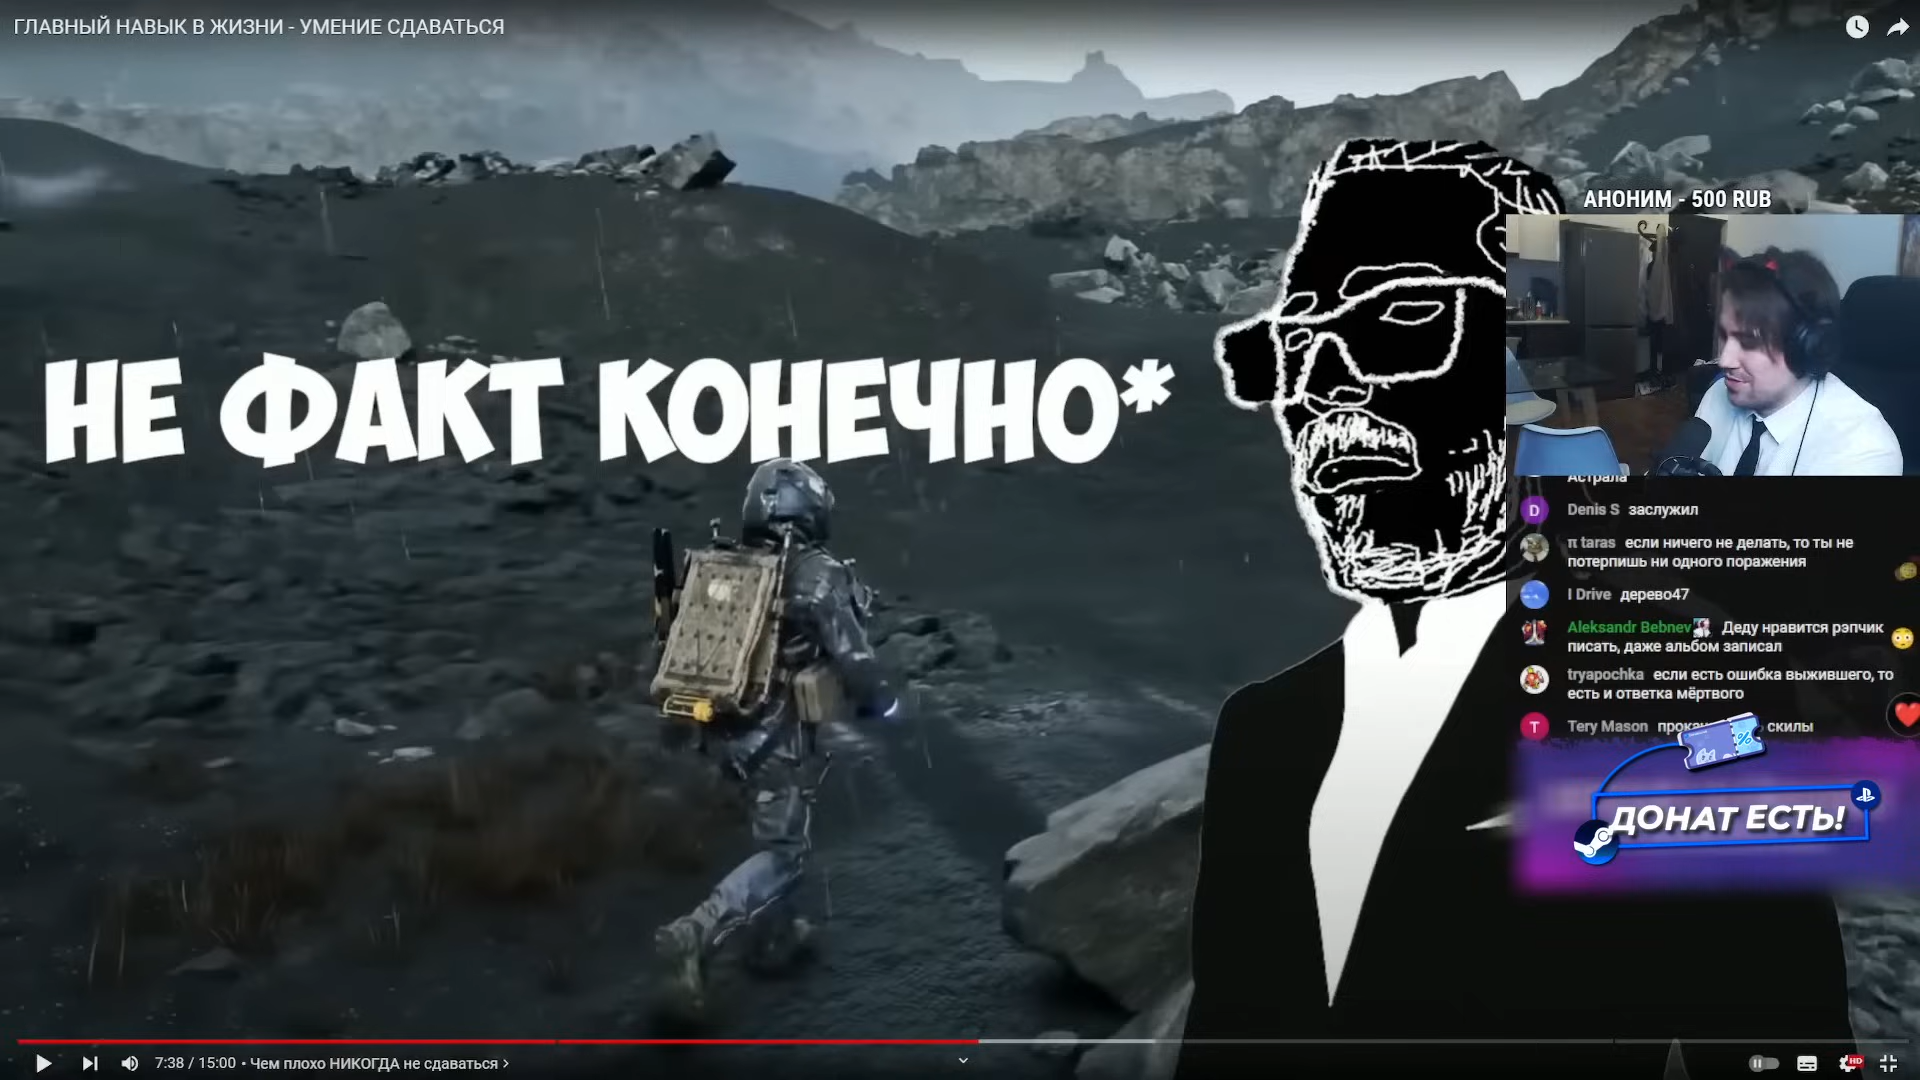 ГЛАВНЫЙ НАВЫК В ЖИЗНИ - УМЕНИЕ СДАВАТЬСЯ
АНОНИМ - 500 RUB
НЕ ФАКТ КОНЕЧНО*
Астрала
D
Denis S заслужил
π taras если ничего не делать, то ты не
потерпишь ни одного поражения
I Drive дерево47
Aleksandr Bebnev Деду нравится рэпчик
писать, даже альбом записал
tryapochka если есть ошибка выжившего, то
есть и ответка мёртвого
T
Tery Mason скилы
%
ДОНАТ ЕСТЬ!
7:38 / 15:00 • Чем плохо НИКОГДА не сдаваться ›
HD